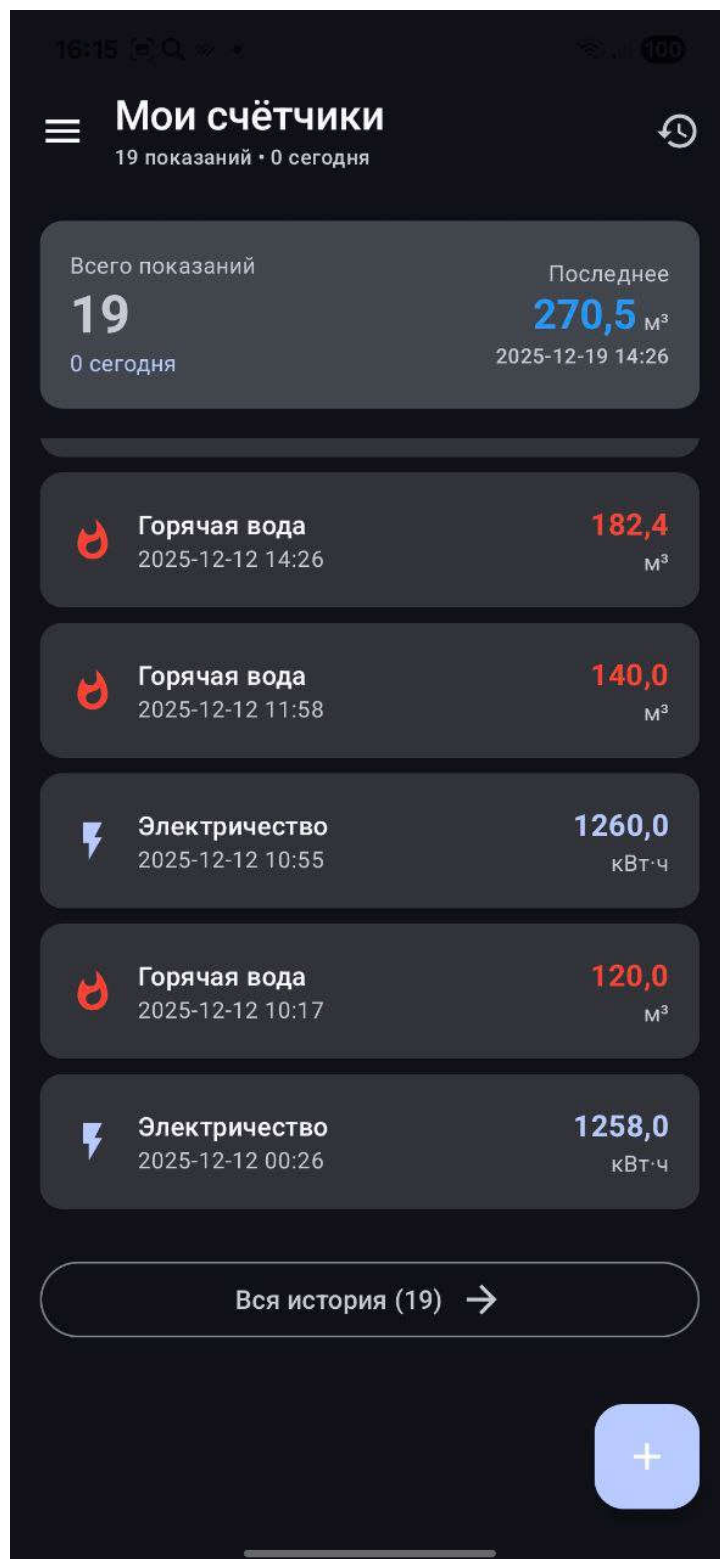 16:15
100
Мои счётчики
19 показаний • 0 сегодня
Всего показаний
19
0 сегодня
Последнее
270,5 м³
2025-12-19 14:26
Горячая вода
2025-12-12 14:26
182,4
м³
Горячая вода
2025-12-12 11:58
140,0
м³
Электричество
2025-12-12 10:55
1260,0
кВт·ч
Горячая вода
2025-12-12 10:17
120,0
м³
Электричество
2025-12-12 00:26
1258,0
кВт·ч
Вся история (19)